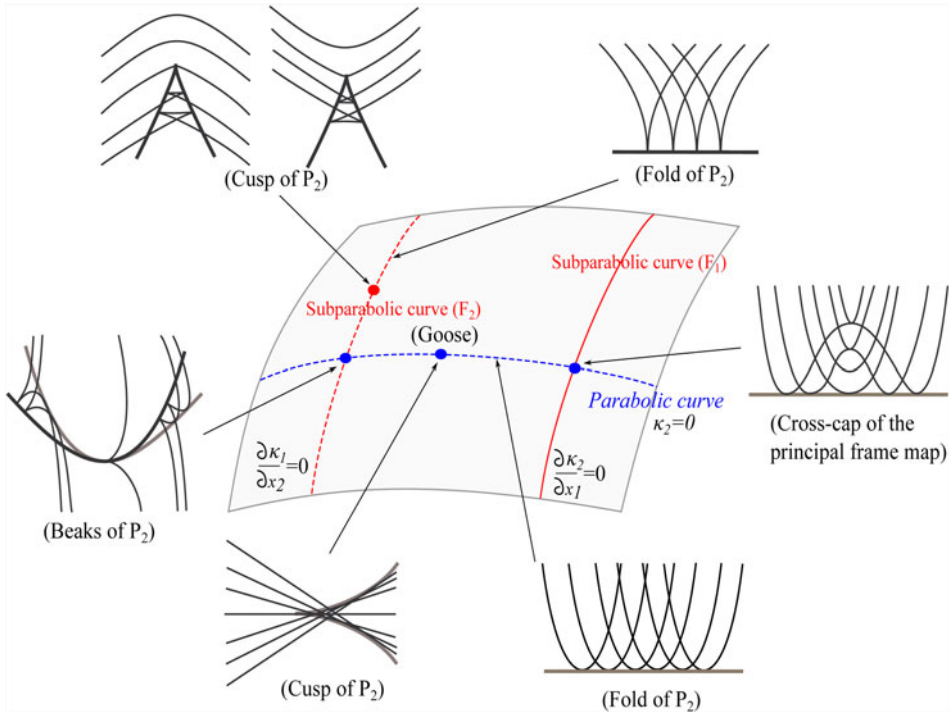 (Cusp of P₂)
(Fold of P₂)
Subparabolic curve (F₁)
Subparabolic curve (F₂)
(Goose)
Parabolic curve
κ₂=0
(Cross-cap of the
principal frame map)
∂κ₁/∂x₂=0
∂κ₂/∂x₁=0
(Beaks of P₂)
(Cusp of P₂)
(Fold of P₂)